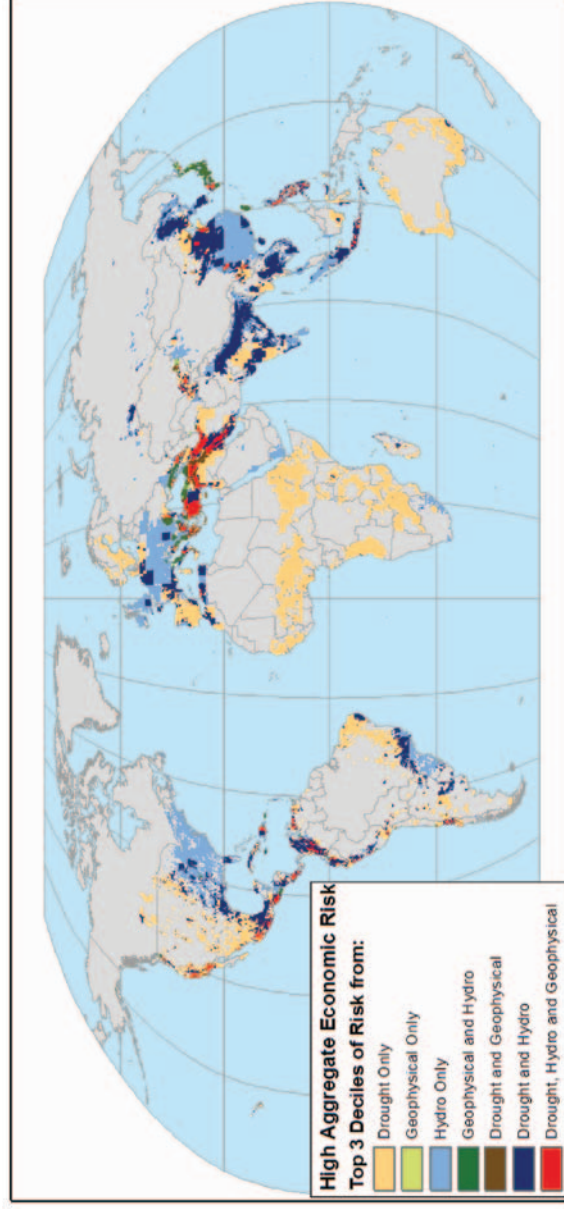 High Aggregate Economic Risk
Top 3 Deciles of Risk from:
Drought Only
Geophysical Only
Hydro Only
Geophysical and Hydro
Drought and Geophysical
Drought and Hydro
Drought, Hydro and Geophysical